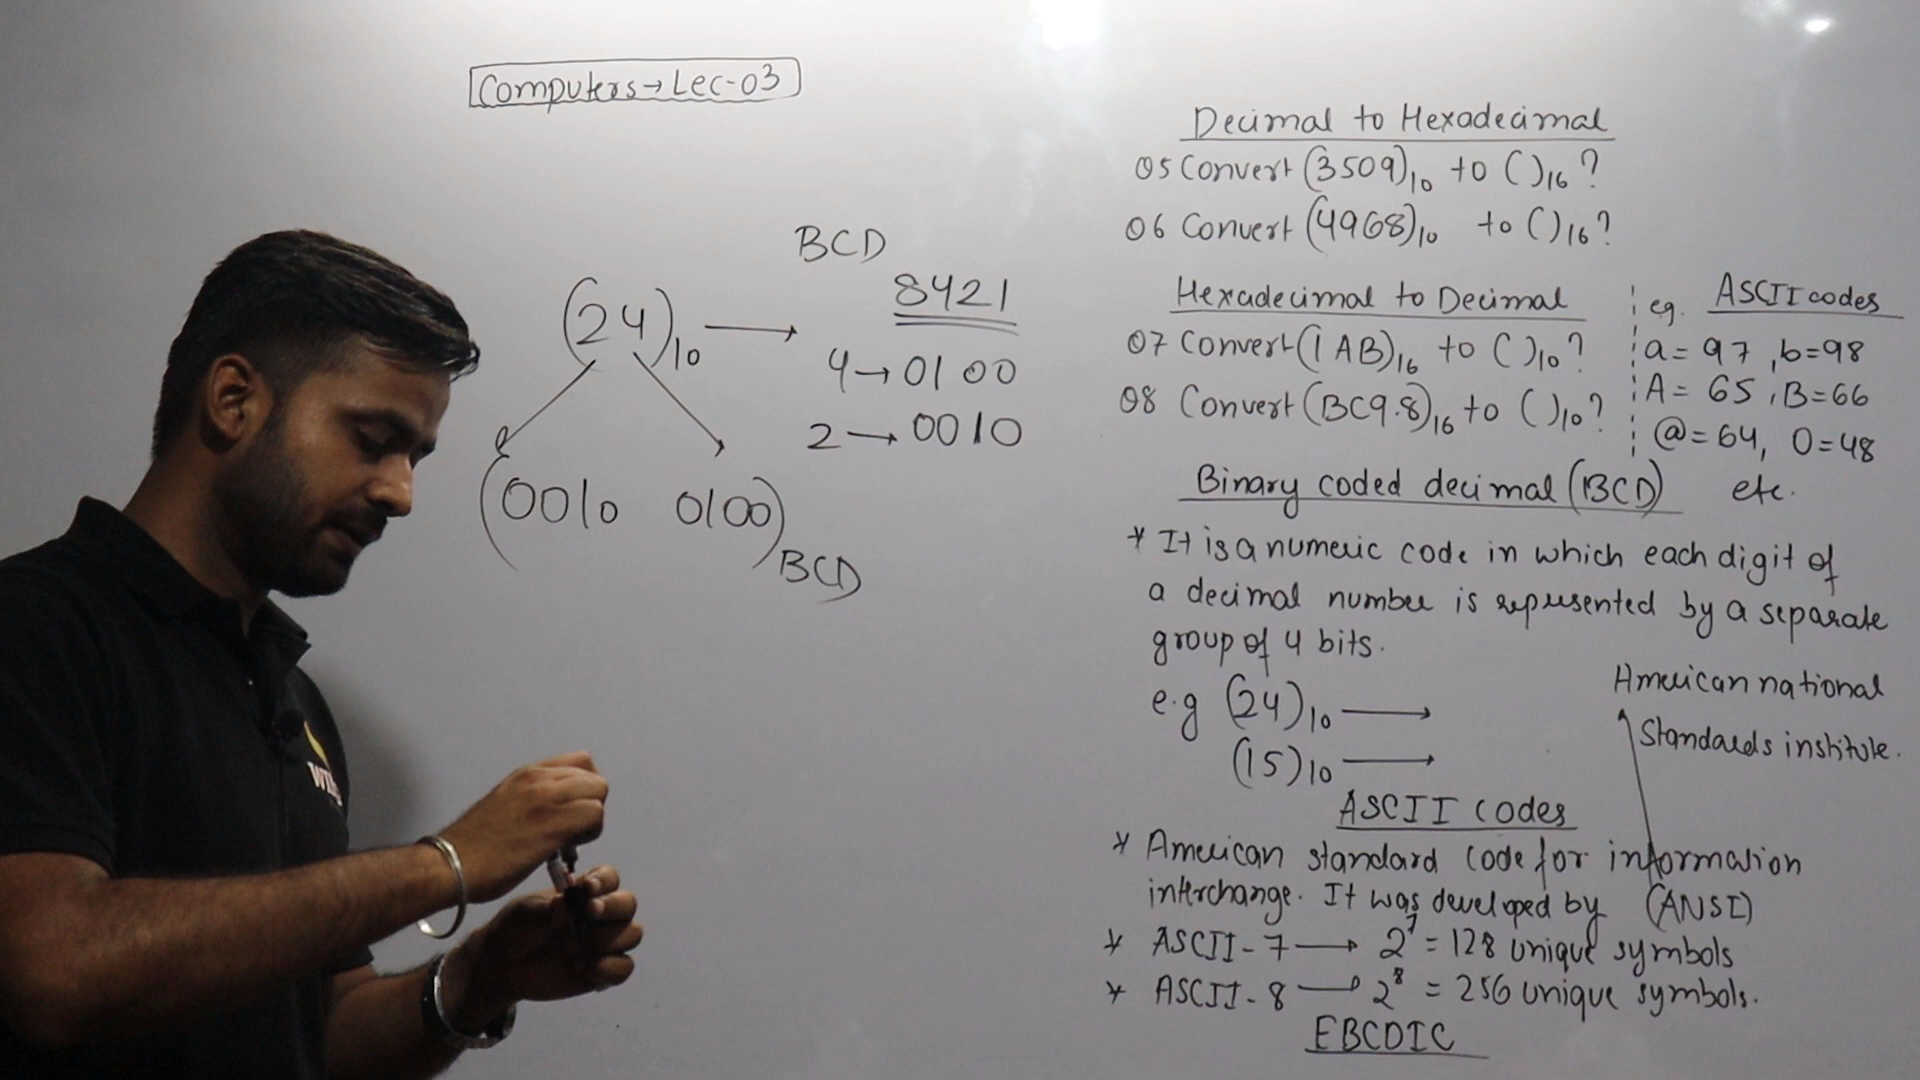 Computers → Lec-03
BCD
(24)10 →
8421
4 → 0100
2 → 0010
(0010 0100)BCD
Decimal to Hexadecimal
05 Convert (3509)10 to ( )16 ?
06 Convert (4968)10 to ( )16 ?
Hexadecimal to Decimal
07 Convert (1AB)16 to ( )10 ?
08 Convert (BC9.8)16 to ( )10 ?
eg. ASCII codes
a = 97, b = 98
A = 65, B = 66
@ = 64, 0 = 48
etc.
Binary coded decimal (BCD)
* It is a numeric code in which each digit of
a decimal number is represented by a separate
group of 4 bits.
e.g (24)10 →
(15)10 →
American national
Standards institute.
ASCII codes
* American standard code for information
interchange. It was developed by (ANSI)
* ASCII-7 → 2^7 = 128 unique symbols
* ASCII-8 → 2^8 = 256 unique symbols.
EBCDIC